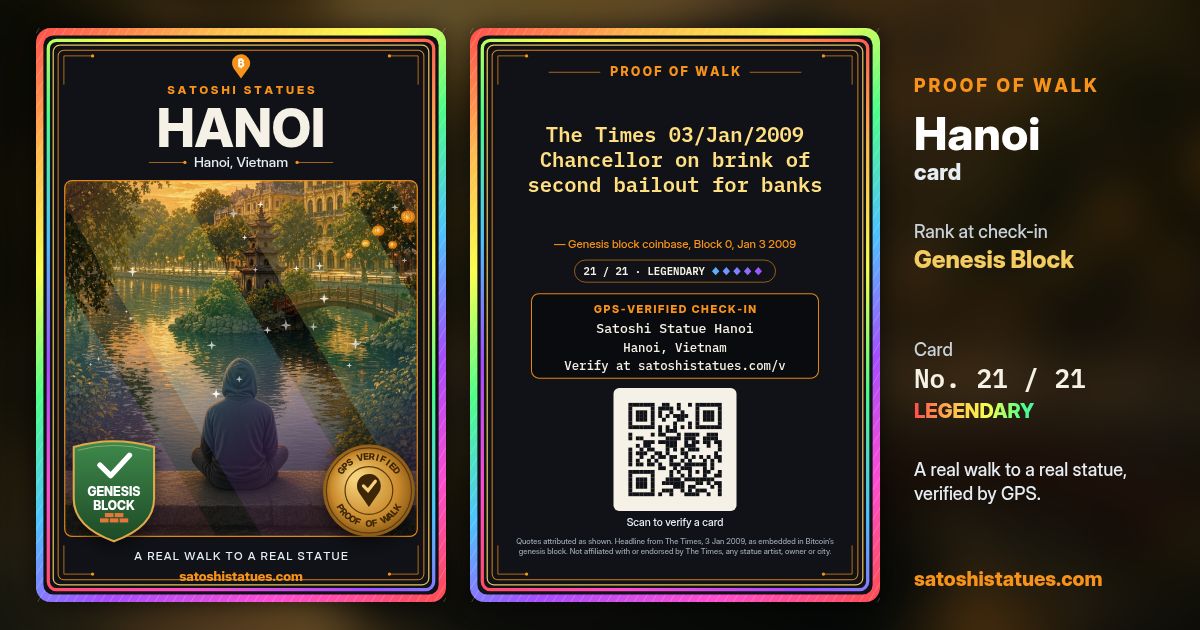 SATOSHI STATUES
HANOI
Hanoi, Vietnam
GENESIS
BLOCK
GPS VERIFIED
PROOF OF WALK
A REAL WALK TO A REAL STATUE
satoshistatues.com
PROOF OF WALK
The Times 03/Jan/2009
Chancellor on brink of
second bailout for banks
— Genesis block coinbase, Block 0, Jan 3 2009
21 / 21 · LEGENDARY ◆◆◆◆◆
GPS-VERIFIED CHECK-IN
Satoshi Statue Hanoi
Hanoi, Vietnam
Verify at satoshistatues.com/v
Scan to verify a card
Quotes attributed as shown. Headline from The Times, 3 Jan 2009, as embedded in Bitcoin's
genesis block. Not affiliated with or endorsed by The Times, any statue artist, owner or city.
PROOF OF WALK
Hanoi
card
Rank at check-in
Genesis Block
Card
No. 21 / 21
LEGENDARY
A real walk to a real statue,
verified by GPS.
satoshistatues.com